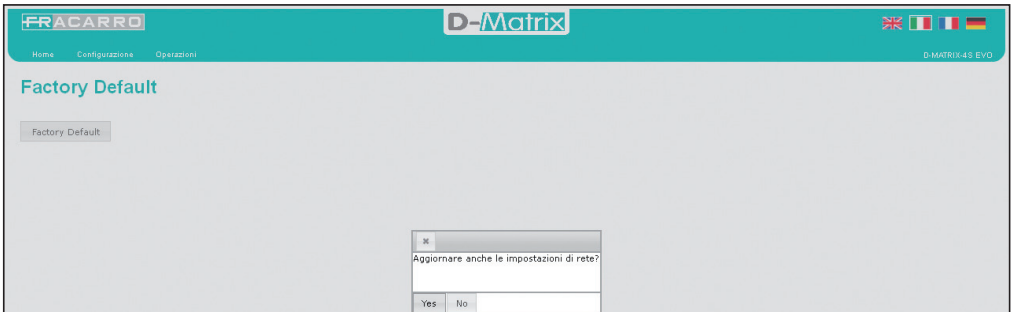 FRACARRO
D-Matrix
Home Configurazione Operazioni
D-MATRIX-4S EVO
Factory Default
Factory Default
Aggiornare anche le impostazioni di rete?
Yes No